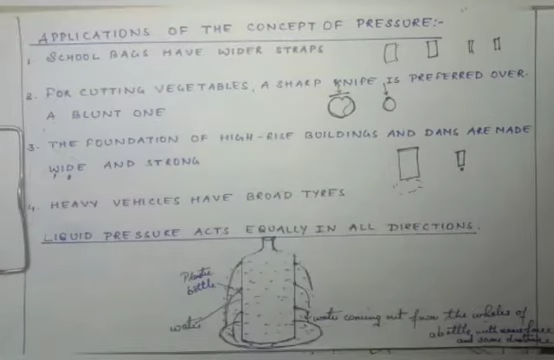 APPLICATIONS OF THE CONCEPT OF PRESSURE:-
1. SCHOOL BAGS HAVE WIDER STRAPS
2. FOR CUTTING VEGETABLES, A SHARP KNIFE IS PREFERRED OVER
A BLUNT ONE
3. THE FOUNDATION OF HIGH-RISE BUILDINGS AND DAMS ARE MADE
WIDE AND STRONG
4. HEAVY VEHICLES HAVE BROAD TYRES
LIQUID PRESSURE ACTS EQUALLY IN ALL DIRECTIONS.
Plastic
bottle
water
water coming out from the wholes of
a bottle with same force
and same distance